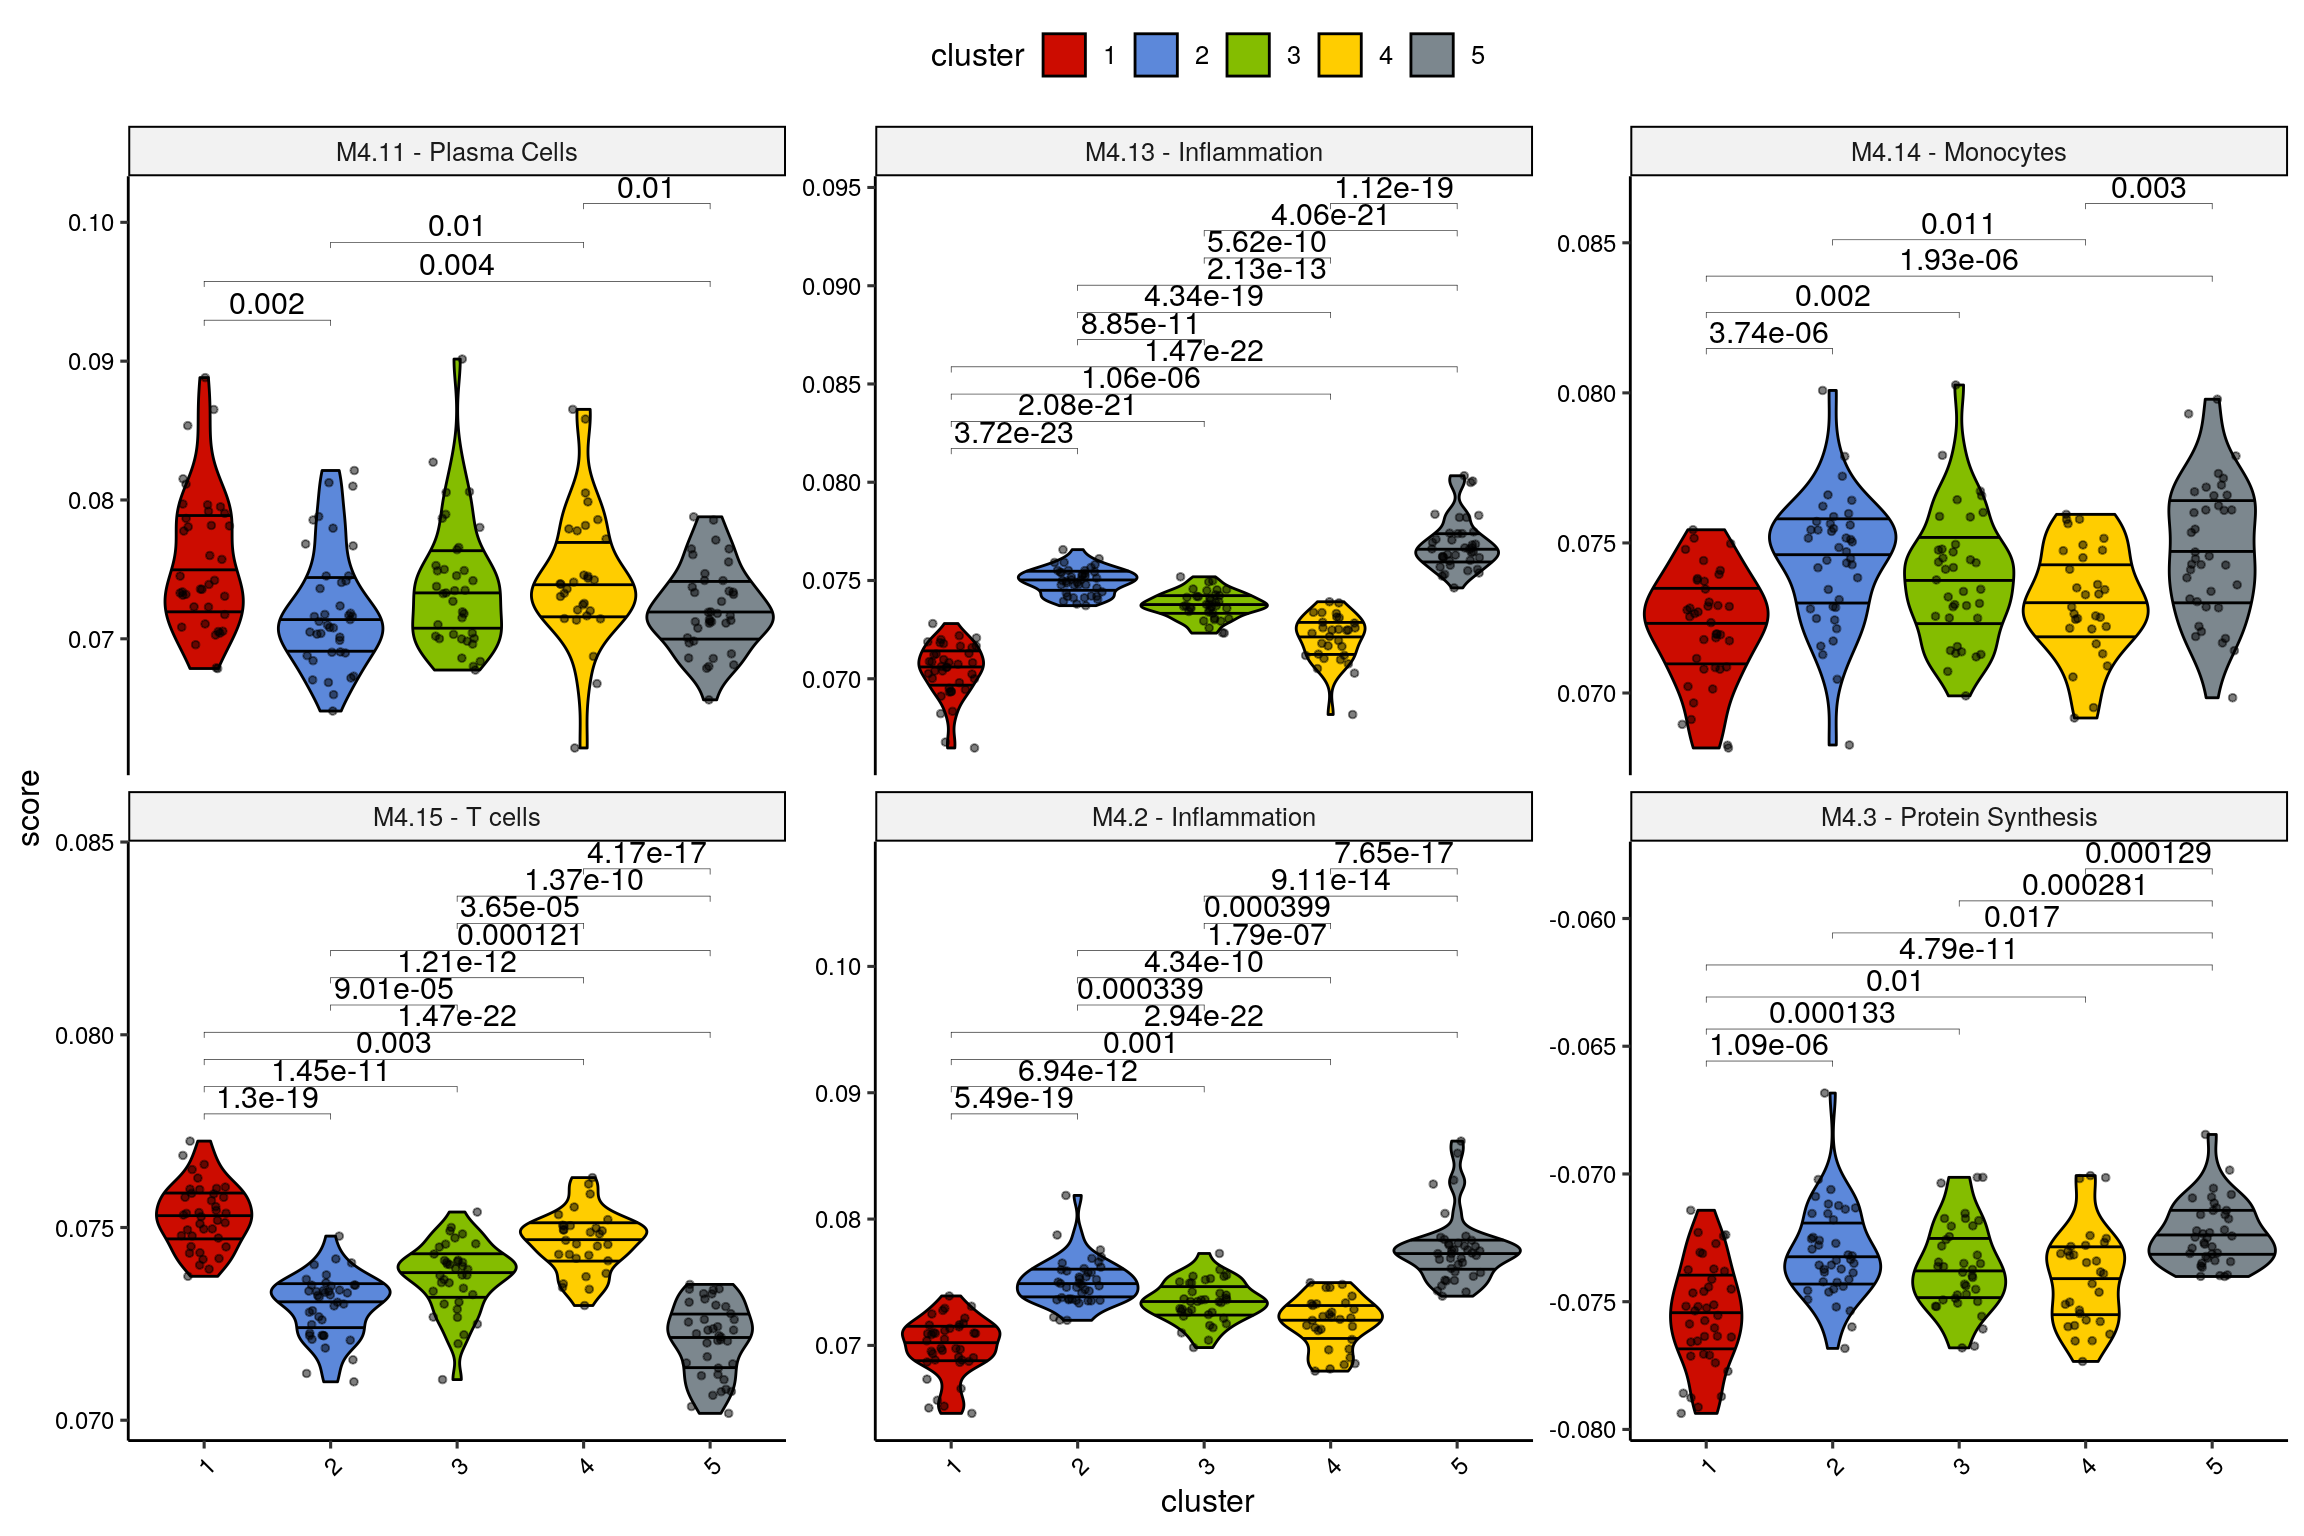 cluster 1 2 3 4 5
M4.11 - Plasma Cells
0.01
0.01
0.004
0.002
0.10
0.09
0.08
0.07
M4.13 - Inflammation
1.12e-19
4.06e-21
5.62e-10
2.13e-13
4.34e-19
8.85e-11
1.47e-22
1.06e-06
2.08e-21
3.72e-23
0.095
0.090
0.085
0.080
0.075
0.070
M4.14 - Monocytes
0.003
0.011
1.93e-06
0.002
3.74e-06
0.085
0.080
0.075
0.070
score
M4.15 - T cells
4.17e-17
1.37e-10
3.65e-05
0.000121
1.21e-12
9.01e-05
1.47e-22
0.003
1.45e-11
1.3e-19
0.085
0.080
0.075
0.070
1 2 3 4 5
M4.2 - Inflammation
7.65e-17
9.11e-14
0.000399
1.79e-07
4.34e-10
0.000339
2.94e-22
0.001
6.94e-12
5.49e-19
0.10
0.09
0.08
0.07
1 2 3 4 5
M4.3 - Protein Synthesis
0.000129
0.000281
0.017
4.79e-11
0.01
0.000133
1.09e-06
-0.060
-0.065
-0.070
-0.075
-0.080
1 2 3 4 5
cluster